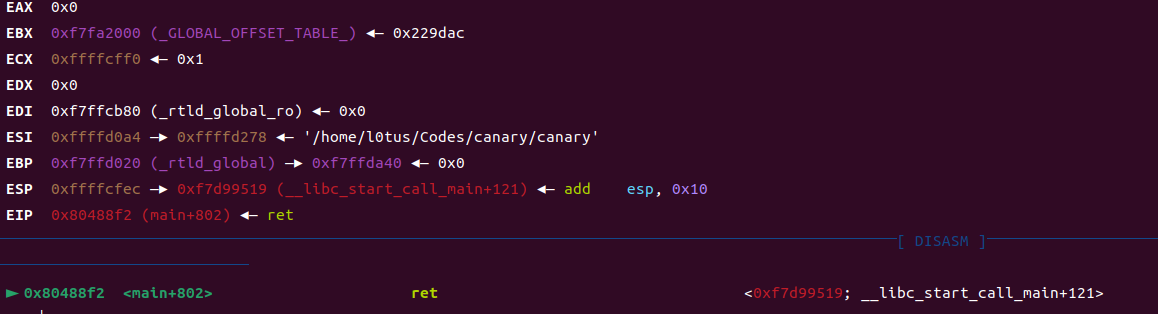 EAX 0x0
EBX 0xf7fa2000 (_GLOBAL_OFFSET_TABLE_) ◂— 0x229dac
ECX 0xffffcff0 ◂— 0x1
EDX 0x0
EDI 0xf7ffcb80 (_rtld_global_ro) ◂— 0x0
ESI 0xffffd0a4 —▸ 0xffffd278 ◂— '/home/l0tus/Codes/canary/canary'
EBP 0xf7ffd020 (_rtld_global) —▸ 0xf7ffda40 ◂— 0x0
ESP 0xffffcfec —▸ 0xf7d99519 (__libc_start_call_main+121) ◂— add esp, 0x10
EIP 0x80488f2 (main+802) ◂— ret
[ DISASM ]
► 0x80488f2 <main+802> ret <0xf7d99519; __libc_start_call_main+121>